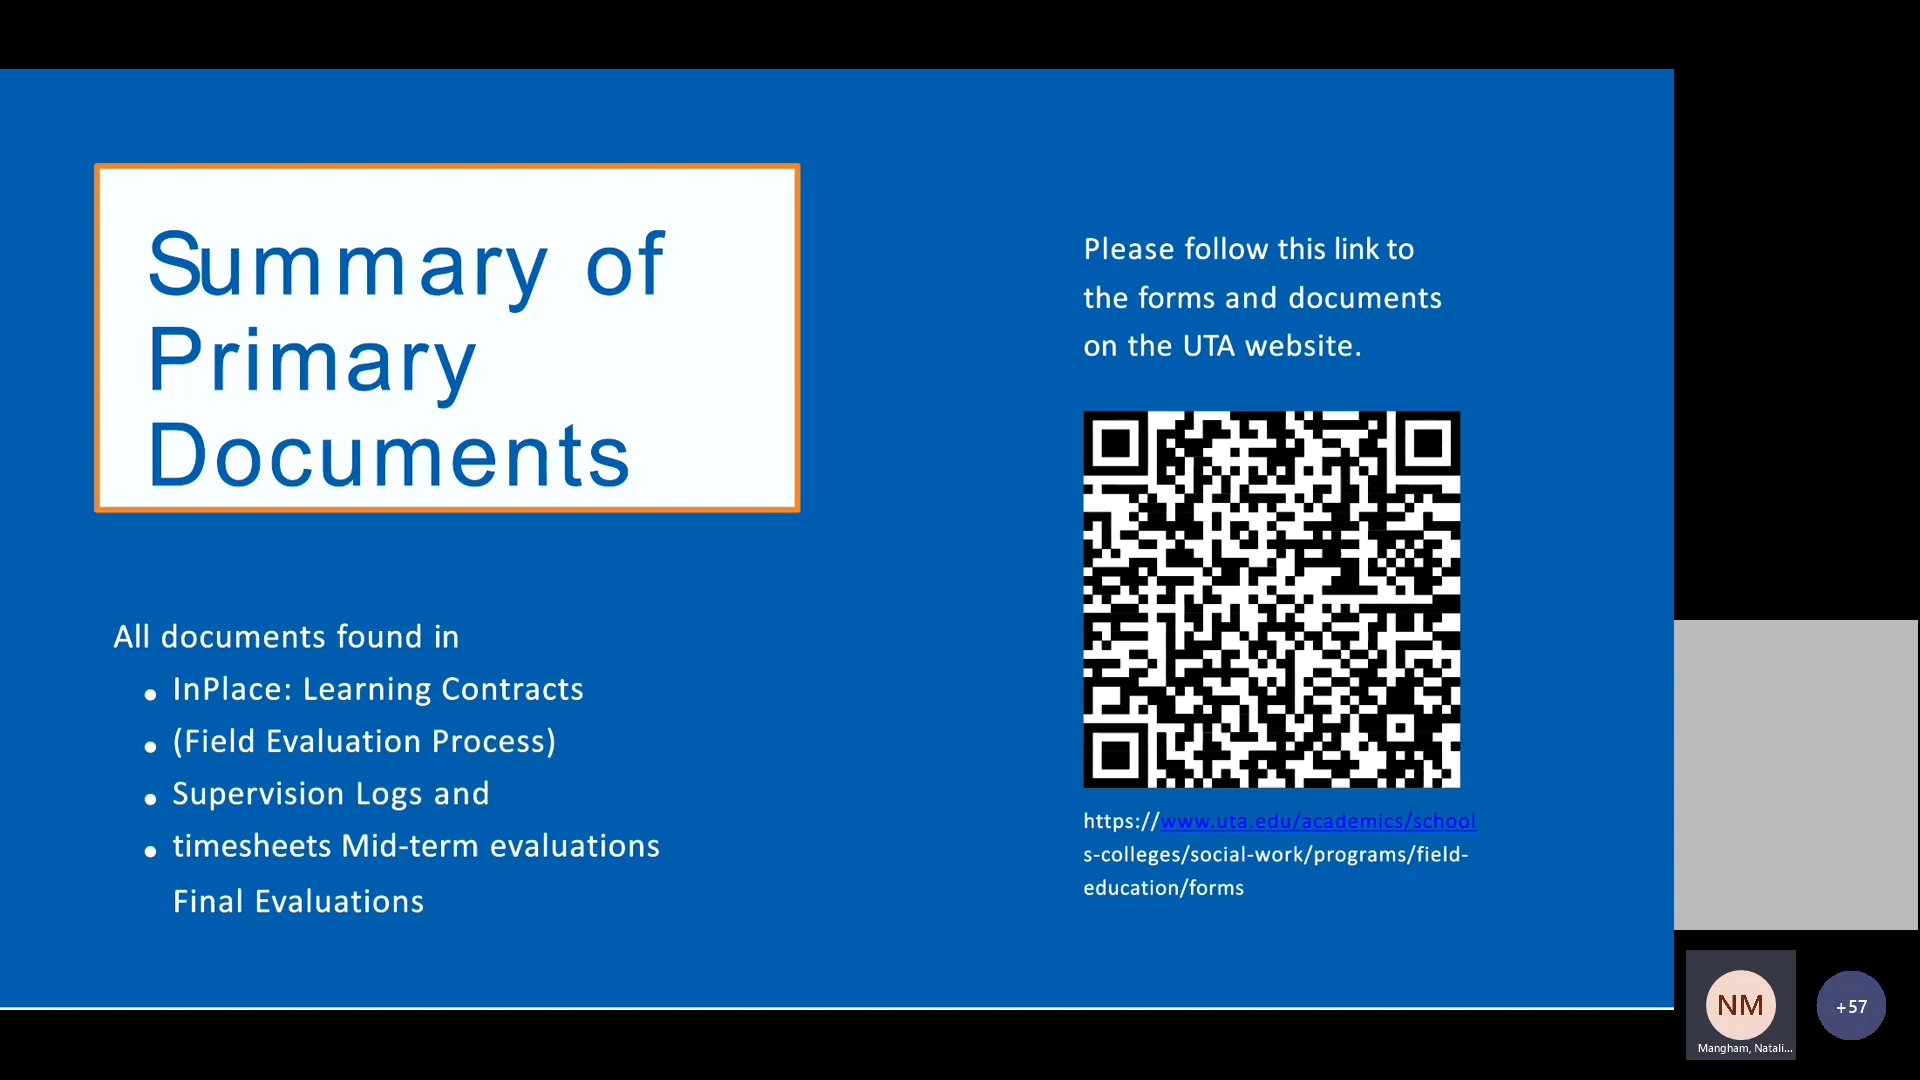 Summary of
Primary
Documents
All documents found in
• InPlace: Learning Contracts
• (Field Evaluation Process)
• Supervision Logs and
• timesheets Mid-term evaluations
Final Evaluations
Please follow this link to
the forms and documents
on the UTA website.
https://www.uta.edu/academics/school
s-colleges/social-work/programs/field-
education/forms
NM
Mangham, Natali...
+57